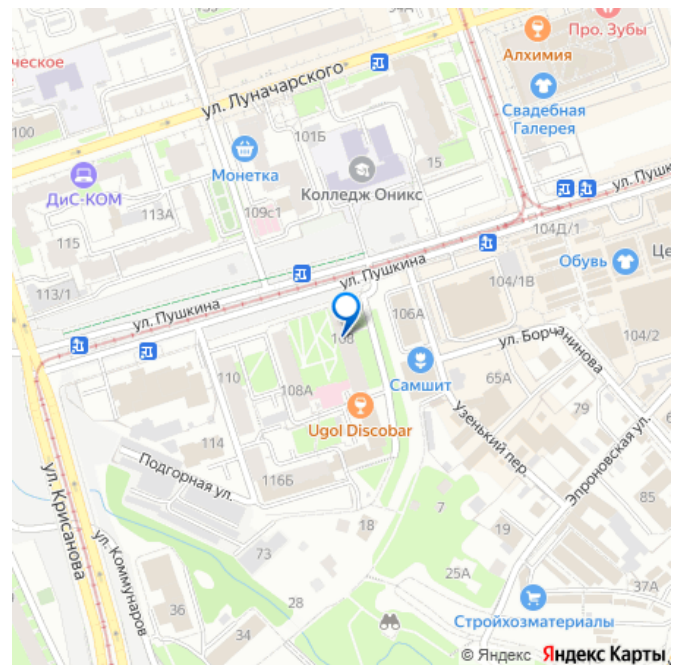 Про. Зубы
Алхимия
ул. Луначарского
100
Свадебная
Галерея
101Б
Монетка
15
Колледж Оникс
ДиС-КОМ
113А
109с1
115
104Д/1
Обувь
113/1
ул. Пушкина
ул. Пушкина
104/1В
106А
108
ул. Борчанинова
104/2
110
108А
Самшит
65А
79
Ugol Discobar
Узенький пер.
114
Подгорная ул.
116Б
Эпроновская ул.
85
ул. Крисанова
18
7
19
ул. Коммунаров
73
25А
37А
28
36
34
Стройхозматериалы
© Яндекс Яндекс Карты